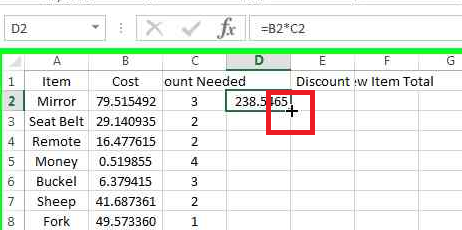 D2 fx =B2*C2
A B C D E F G
1 Item Cost ount Needed Discount ew Item Total
2 Mirror 79.515492 3 238.5465
3 Seat Belt 29.140935 2
4 Remote 16.477615 2
5 Money 0.519855 4
6 Buckel 6.379415 3
7 Sheep 41.687361 2
8 Fork 49.573360 1